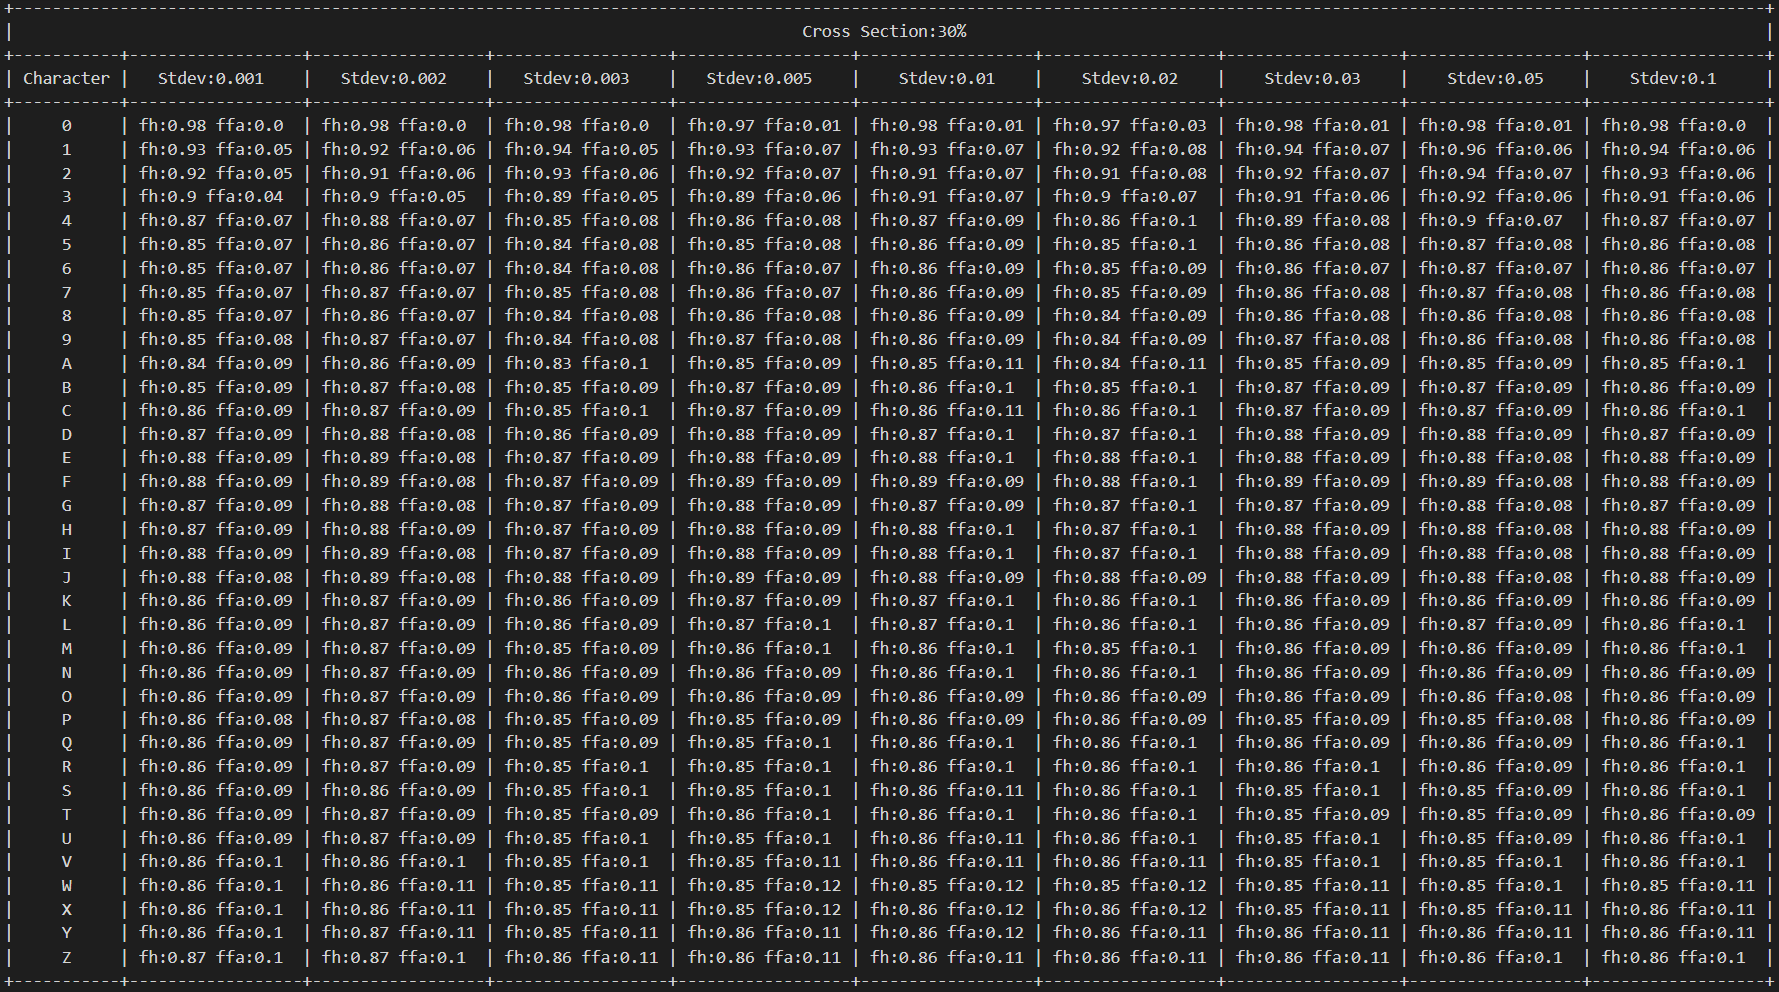 Cross Section:30%
| Character | Stdev:0.001 | Stdev:0.002 | Stdev:0.003 | Stdev:0.005 | Stdev:0.01 | Stdev:0.02 | Stdev:0.03 | Stdev:0.05 | Stdev:0.1 |
| 0 | fh:0.98 ffa:0.0 | fh:0.98 ffa:0.0 | fh:0.98 ffa:0.0 | fh:0.97 ffa:0.01 | fh:0.98 ffa:0.01 | fh:0.97 ffa:0.03 | fh:0.98 ffa:0.01 | fh:0.98 ffa:0.01 | fh:0.98 ffa:0.0 |
| 1 | fh:0.93 ffa:0.05 | fh:0.92 ffa:0.06 | fh:0.94 ffa:0.05 | fh:0.93 ffa:0.07 | fh:0.93 ffa:0.07 | fh:0.92 ffa:0.08 | fh:0.94 ffa:0.07 | fh:0.96 ffa:0.06 | fh:0.94 ffa:0.06 |
| 2 | fh:0.92 ffa:0.05 | fh:0.91 ffa:0.06 | fh:0.93 ffa:0.06 | fh:0.92 ffa:0.07 | fh:0.91 ffa:0.07 | fh:0.91 ffa:0.08 | fh:0.92 ffa:0.07 | fh:0.94 ffa:0.07 | fh:0.93 ffa:0.06 |
| 3 | fh:0.9 ffa:0.04 | fh:0.9 ffa:0.05 | fh:0.89 ffa:0.05 | fh:0.89 ffa:0.06 | fh:0.91 ffa:0.07 | fh:0.9 ffa:0.07 | fh:0.91 ffa:0.06 | fh:0.92 ffa:0.06 | fh:0.91 ffa:0.06 |
| 4 | fh:0.87 ffa:0.07 | fh:0.88 ffa:0.07 | fh:0.85 ffa:0.08 | fh:0.86 ffa:0.08 | fh:0.87 ffa:0.09 | fh:0.86 ffa:0.1 | fh:0.89 ffa:0.08 | fh:0.9 ffa:0.07 | fh:0.87 ffa:0.07 |
| 5 | fh:0.85 ffa:0.07 | fh:0.86 ffa:0.07 | fh:0.84 ffa:0.08 | fh:0.85 ffa:0.08 | fh:0.86 ffa:0.09 | fh:0.85 ffa:0.1 | fh:0.86 ffa:0.08 | fh:0.87 ffa:0.08 | fh:0.86 ffa:0.08 |
| 6 | fh:0.85 ffa:0.07 | fh:0.86 ffa:0.07 | fh:0.84 ffa:0.08 | fh:0.86 ffa:0.07 | fh:0.86 ffa:0.09 | fh:0.85 ffa:0.09 | fh:0.86 ffa:0.07 | fh:0.87 ffa:0.07 | fh:0.86 ffa:0.07 |
| 7 | fh:0.85 ffa:0.07 | fh:0.87 ffa:0.07 | fh:0.85 ffa:0.08 | fh:0.86 ffa:0.07 | fh:0.86 ffa:0.09 | fh:0.85 ffa:0.09 | fh:0.86 ffa:0.08 | fh:0.87 ffa:0.08 | fh:0.86 ffa:0.08 |
| 8 | fh:0.85 ffa:0.07 | fh:0.86 ffa:0.07 | fh:0.84 ffa:0.08 | fh:0.86 ffa:0.08 | fh:0.86 ffa:0.09 | fh:0.84 ffa:0.09 | fh:0.86 ffa:0.08 | fh:0.86 ffa:0.08 | fh:0.86 ffa:0.08 |
| 9 | fh:0.85 ffa:0.08 | fh:0.87 ffa:0.07 | fh:0.84 ffa:0.08 | fh:0.87 ffa:0.08 | fh:0.86 ffa:0.09 | fh:0.84 ffa:0.09 | fh:0.87 ffa:0.08 | fh:0.86 ffa:0.08 | fh:0.86 ffa:0.08 |
| A | fh:0.84 ffa:0.09 | fh:0.86 ffa:0.09 | fh:0.83 ffa:0.1 | fh:0.85 ffa:0.09 | fh:0.85 ffa:0.11 | fh:0.84 ffa:0.11 | fh:0.85 ffa:0.09 | fh:0.85 ffa:0.09 | fh:0.85 ffa:0.1 |
| B | fh:0.85 ffa:0.09 | fh:0.87 ffa:0.08 | fh:0.85 ffa:0.09 | fh:0.87 ffa:0.09 | fh:0.86 ffa:0.1 | fh:0.85 ffa:0.1 | fh:0.87 ffa:0.09 | fh:0.87 ffa:0.09 | fh:0.86 ffa:0.09 |
| C | fh:0.86 ffa:0.09 | fh:0.87 ffa:0.09 | fh:0.85 ffa:0.1 | fh:0.87 ffa:0.09 | fh:0.86 ffa:0.11 | fh:0.86 ffa:0.1 | fh:0.87 ffa:0.09 | fh:0.87 ffa:0.09 | fh:0.86 ffa:0.1 |
| D | fh:0.87 ffa:0.09 | fh:0.88 ffa:0.08 | fh:0.86 ffa:0.09 | fh:0.88 ffa:0.09 | fh:0.87 ffa:0.1 | fh:0.87 ffa:0.1 | fh:0.88 ffa:0.09 | fh:0.88 ffa:0.09 | fh:0.87 ffa:0.09 |
| E | fh:0.88 ffa:0.09 | fh:0.89 ffa:0.08 | fh:0.87 ffa:0.09 | fh:0.88 ffa:0.09 | fh:0.88 ffa:0.1 | fh:0.88 ffa:0.1 | fh:0.88 ffa:0.09 | fh:0.88 ffa:0.08 | fh:0.88 ffa:0.09 |
| F | fh:0.88 ffa:0.09 | fh:0.89 ffa:0.08 | fh:0.87 ffa:0.09 | fh:0.89 ffa:0.09 | fh:0.89 ffa:0.09 | fh:0.88 ffa:0.1 | fh:0.89 ffa:0.09 | fh:0.88 ffa:0.08 | fh:0.88 ffa:0.09 |
| G | fh:0.87 ffa:0.09 | fh:0.88 ffa:0.08 | fh:0.87 ffa:0.09 | fh:0.88 ffa:0.09 | fh:0.87 ffa:0.09 | fh:0.87 ffa:0.1 | fh:0.87 ffa:0.09 | fh:0.88 ffa:0.08 | fh:0.87 ffa:0.09 |
| H | fh:0.87 ffa:0.09 | fh:0.88 ffa:0.09 | fh:0.87 ffa:0.09 | fh:0.88 ffa:0.09 | fh:0.88 ffa:0.1 | fh:0.87 ffa:0.1 | fh:0.88 ffa:0.09 | fh:0.88 ffa:0.08 | fh:0.88 ffa:0.09 |
| I | fh:0.88 ffa:0.09 | fh:0.89 ffa:0.08 | fh:0.87 ffa:0.09 | fh:0.88 ffa:0.09 | fh:0.88 ffa:0.1 | fh:0.87 ffa:0.1 | fh:0.88 ffa:0.09 | fh:0.88 ffa:0.08 | fh:0.88 ffa:0.09 |
| J | fh:0.88 ffa:0.08 | fh:0.89 ffa:0.08 | fh:0.88 ffa:0.09 | fh:0.89 ffa:0.09 | fh:0.88 ffa:0.09 | fh:0.88 ffa:0.09 | fh:0.88 ffa:0.09 | fh:0.88 ffa:0.08 | fh:0.88 ffa:0.09 |
| K | fh:0.86 ffa:0.09 | fh:0.87 ffa:0.09 | fh:0.86 ffa:0.09 | fh:0.87 ffa:0.09 | fh:0.87 ffa:0.1 | fh:0.86 ffa:0.1 | fh:0.86 ffa:0.09 | fh:0.86 ffa:0.09 | fh:0.86 ffa:0.09 |
| L | fh:0.86 ffa:0.09 | fh:0.87 ffa:0.09 | fh:0.86 ffa:0.09 | fh:0.87 ffa:0.1 | fh:0.87 ffa:0.1 | fh:0.86 ffa:0.1 | fh:0.86 ffa:0.09 | fh:0.87 ffa:0.09 | fh:0.86 ffa:0.1 |
| M | fh:0.86 ffa:0.09 | fh:0.87 ffa:0.09 | fh:0.85 ffa:0.09 | fh:0.86 ffa:0.1 | fh:0.86 ffa:0.1 | fh:0.85 ffa:0.1 | fh:0.86 ffa:0.09 | fh:0.86 ffa:0.09 | fh:0.86 ffa:0.1 |
| N | fh:0.86 ffa:0.09 | fh:0.87 ffa:0.09 | fh:0.86 ffa:0.09 | fh:0.86 ffa:0.09 | fh:0.86 ffa:0.1 | fh:0.86 ffa:0.1 | fh:0.86 ffa:0.09 | fh:0.86 ffa:0.09 | fh:0.86 ffa:0.09 |
| O | fh:0.86 ffa:0.09 | fh:0.87 ffa:0.09 | fh:0.86 ffa:0.09 | fh:0.86 ffa:0.09 | fh:0.86 ffa:0.09 | fh:0.86 ffa:0.09 | fh:0.86 ffa:0.09 | fh:0.86 ffa:0.08 | fh:0.86 ffa:0.09 |
| P | fh:0.86 ffa:0.08 | fh:0.87 ffa:0.08 | fh:0.85 ffa:0.09 | fh:0.85 ffa:0.09 | fh:0.86 ffa:0.09 | fh:0.86 ffa:0.09 | fh:0.85 ffa:0.09 | fh:0.85 ffa:0.08 | fh:0.86 ffa:0.09 |
| Q | fh:0.86 ffa:0.09 | fh:0.87 ffa:0.09 | fh:0.85 ffa:0.09 | fh:0.85 ffa:0.1 | fh:0.86 ffa:0.1 | fh:0.86 ffa:0.1 | fh:0.86 ffa:0.09 | fh:0.86 ffa:0.09 | fh:0.86 ffa:0.1 |
| R | fh:0.86 ffa:0.09 | fh:0.87 ffa:0.09 | fh:0.85 ffa:0.1 | fh:0.85 ffa:0.1 | fh:0.86 ffa:0.1 | fh:0.86 ffa:0.1 | fh:0.86 ffa:0.1 | fh:0.86 ffa:0.09 | fh:0.86 ffa:0.1 |
| S | fh:0.86 ffa:0.09 | fh:0.86 ffa:0.09 | fh:0.85 ffa:0.1 | fh:0.85 ffa:0.1 | fh:0.86 ffa:0.11 | fh:0.86 ffa:0.1 | fh:0.85 ffa:0.1 | fh:0.85 ffa:0.09 | fh:0.86 ffa:0.1 |
| T | fh:0.86 ffa:0.09 | fh:0.87 ffa:0.09 | fh:0.85 ffa:0.09 | fh:0.86 ffa:0.1 | fh:0.86 ffa:0.1 | fh:0.86 ffa:0.1 | fh:0.85 ffa:0.09 | fh:0.85 ffa:0.09 | fh:0.86 ffa:0.09 |
| U | fh:0.86 ffa:0.09 | fh:0.87 ffa:0.09 | fh:0.85 ffa:0.1 | fh:0.85 ffa:0.1 | fh:0.86 ffa:0.11 | fh:0.86 ffa:0.1 | fh:0.85 ffa:0.1 | fh:0.85 ffa:0.09 | fh:0.86 ffa:0.1 |
| V | fh:0.86 ffa:0.1 | fh:0.86 ffa:0.1 | fh:0.85 ffa:0.1 | fh:0.85 ffa:0.11 | fh:0.86 ffa:0.11 | fh:0.86 ffa:0.11 | fh:0.85 ffa:0.1 | fh:0.85 ffa:0.1 | fh:0.86 ffa:0.1 |
| W | fh:0.86 ffa:0.1 | fh:0.86 ffa:0.11 | fh:0.85 ffa:0.11 | fh:0.85 ffa:0.12 | fh:0.85 ffa:0.12 | fh:0.85 ffa:0.12 | fh:0.85 ffa:0.11 | fh:0.85 ffa:0.1 | fh:0.85 ffa:0.11 |
| X | fh:0.86 ffa:0.1 | fh:0.86 ffa:0.11 | fh:0.85 ffa:0.11 | fh:0.85 ffa:0.12 | fh:0.86 ffa:0.12 | fh:0.86 ffa:0.12 | fh:0.85 ffa:0.11 | fh:0.85 ffa:0.11 | fh:0.86 ffa:0.11 |
| Y | fh:0.86 ffa:0.1 | fh:0.87 ffa:0.11 | fh:0.85 ffa:0.11 | fh:0.86 ffa:0.11 | fh:0.86 ffa:0.12 | fh:0.86 ffa:0.11 | fh:0.86 ffa:0.11 | fh:0.86 ffa:0.11 | fh:0.86 ffa:0.11 |
| Z | fh:0.87 ffa:0.1 | fh:0.87 ffa:0.1 | fh:0.86 ffa:0.11 | fh:0.86 ffa:0.11 | fh:0.86 ffa:0.11 | fh:0.86 ffa:0.11 | fh:0.86 ffa:0.11 | fh:0.86 ffa:0.1 | fh:0.86 ffa:0.1 |